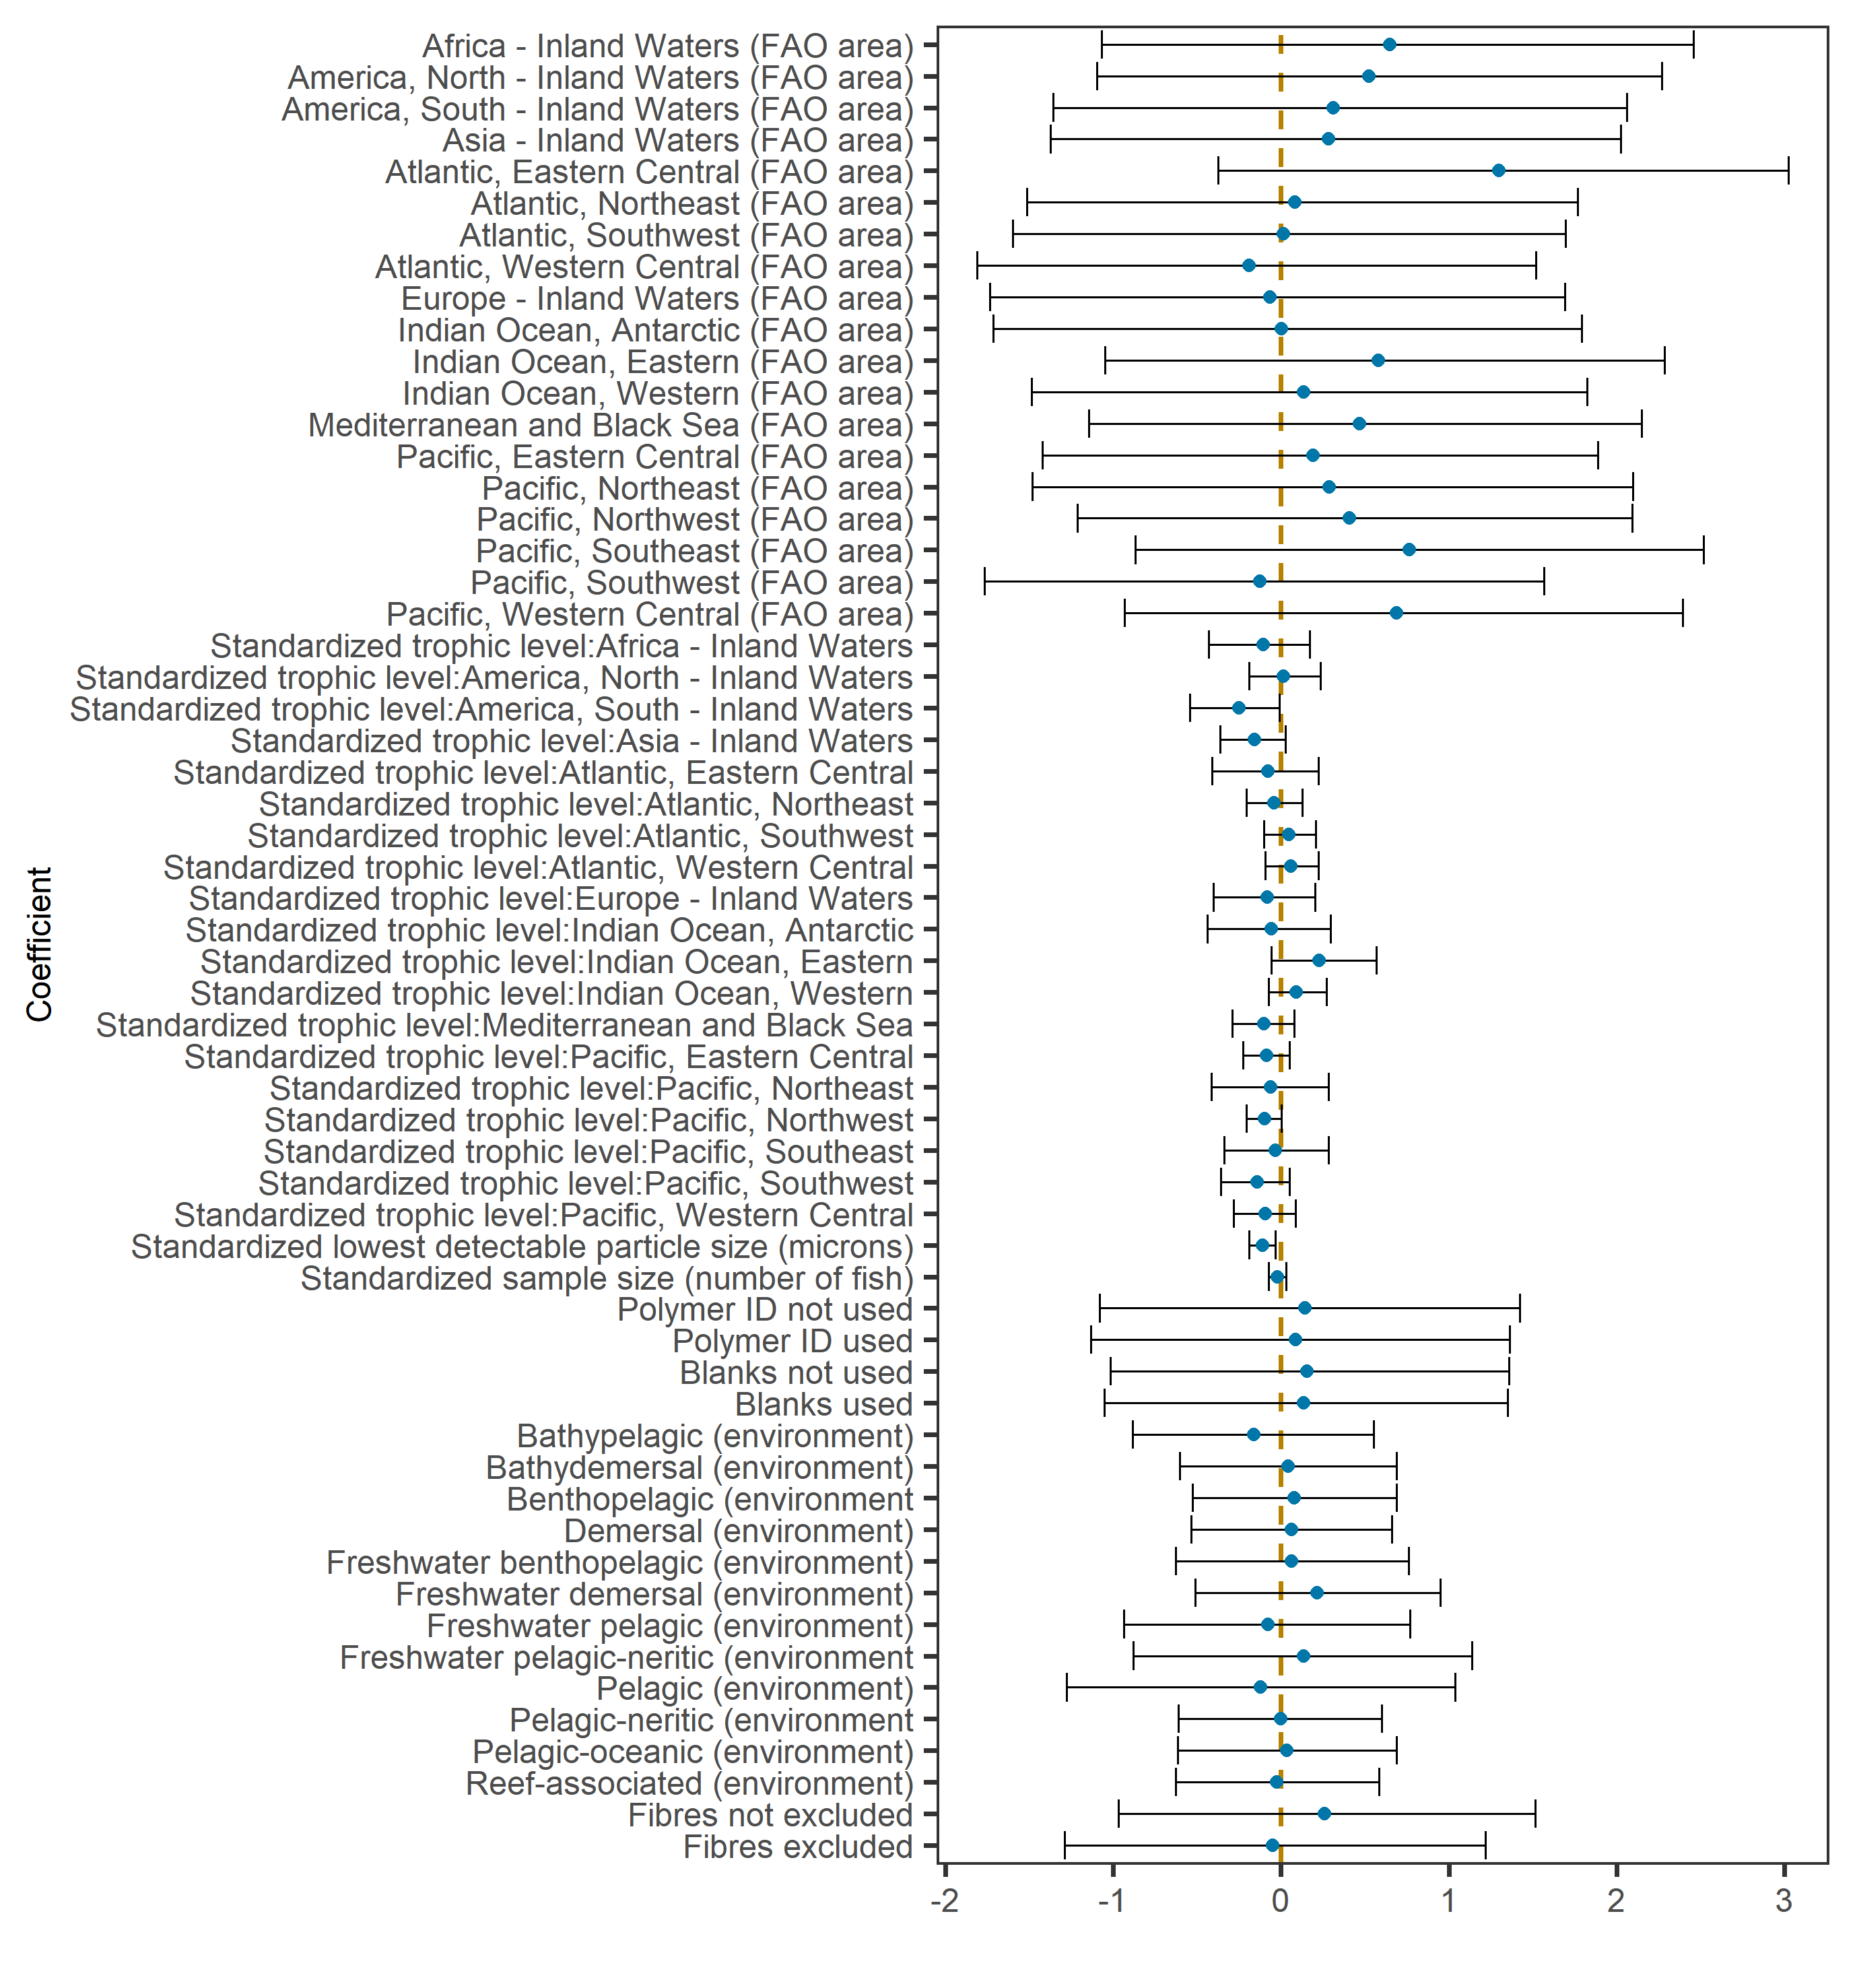 Africa - Inland Waters (FAO area)
America, North - Inland Waters (FAO area)
America, South - Inland Waters (FAO area)
Asia - Inland Waters (FAO area)
Atlantic, Eastern Central (FAO area)
Atlantic, Northeast (FAO area)
Atlantic, Southwest (FAO area)
Atlantic, Western Central (FAO area)
Europe - Inland Waters (FAO area)
Indian Ocean, Antarctic (FAO area)
Indian Ocean, Eastern (FAO area)
Indian Ocean, Western (FAO area)
Mediterranean and Black Sea (FAO area)
Pacific, Eastern Central (FAO area)
Pacific, Northeast (FAO area)
Pacific, Northwest (FAO area)
Pacific, Southeast (FAO area)
Pacific, Southwest (FAO area)
Pacific, Western Central (FAO area)
Standardized trophic level:Africa - Inland Waters
Standardized trophic level:America, North - Inland Waters
Standardized trophic level:America, South - Inland Waters
Standardized trophic level:Asia - Inland Waters
Standardized trophic level:Atlantic, Eastern Central
Standardized trophic level:Atlantic, Northeast
Standardized trophic level:Atlantic, Southwest
Standardized trophic level:Atlantic, Western Central
Standardized trophic level:Europe - Inland Waters
Standardized trophic level:Indian Ocean, Antarctic
Standardized trophic level:Indian Ocean, Eastern
Standardized trophic level:Indian Ocean, Western
Standardized trophic level:Mediterranean and Black Sea
Standardized trophic level:Pacific, Eastern Central
Standardized trophic level:Pacific, Northeast
Standardized trophic level:Pacific, Northwest
Standardized trophic level:Pacific, Southeast
Standardized trophic level:Pacific, Southwest
Standardized trophic level:Pacific, Western Central
Standardized lowest detectable particle size (microns)
Standardized sample size (number of fish)
Polymer ID not used
Polymer ID used
Blanks not used
Blanks used
Bathypelagic (environment)
Bathydemersal (environment)
Benthopelagic (environment
Demersal (environment)
Freshwater benthopelagic (environment)
Freshwater demersal (environment)
Freshwater pelagic (environment)
Freshwater pelagic-neritic (environment
Pelagic (environment)
Pelagic-neritic (environment
Pelagic-oceanic (environment)
Reef-associated (environment)
Fibres not excluded
Fibres excluded
Coefficient
-2 -1 0 1 2 3